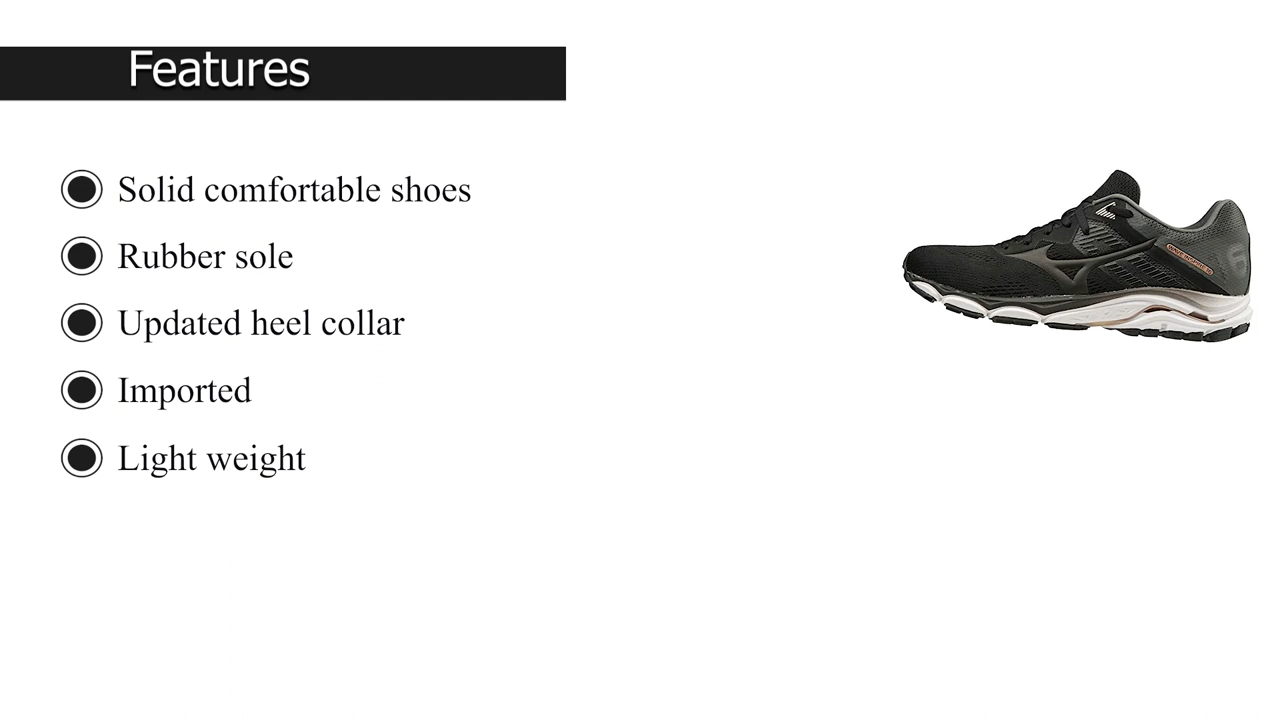 Features
Solid comfortable shoes
Rubber sole
Updated heel collar
Imported
Light weight